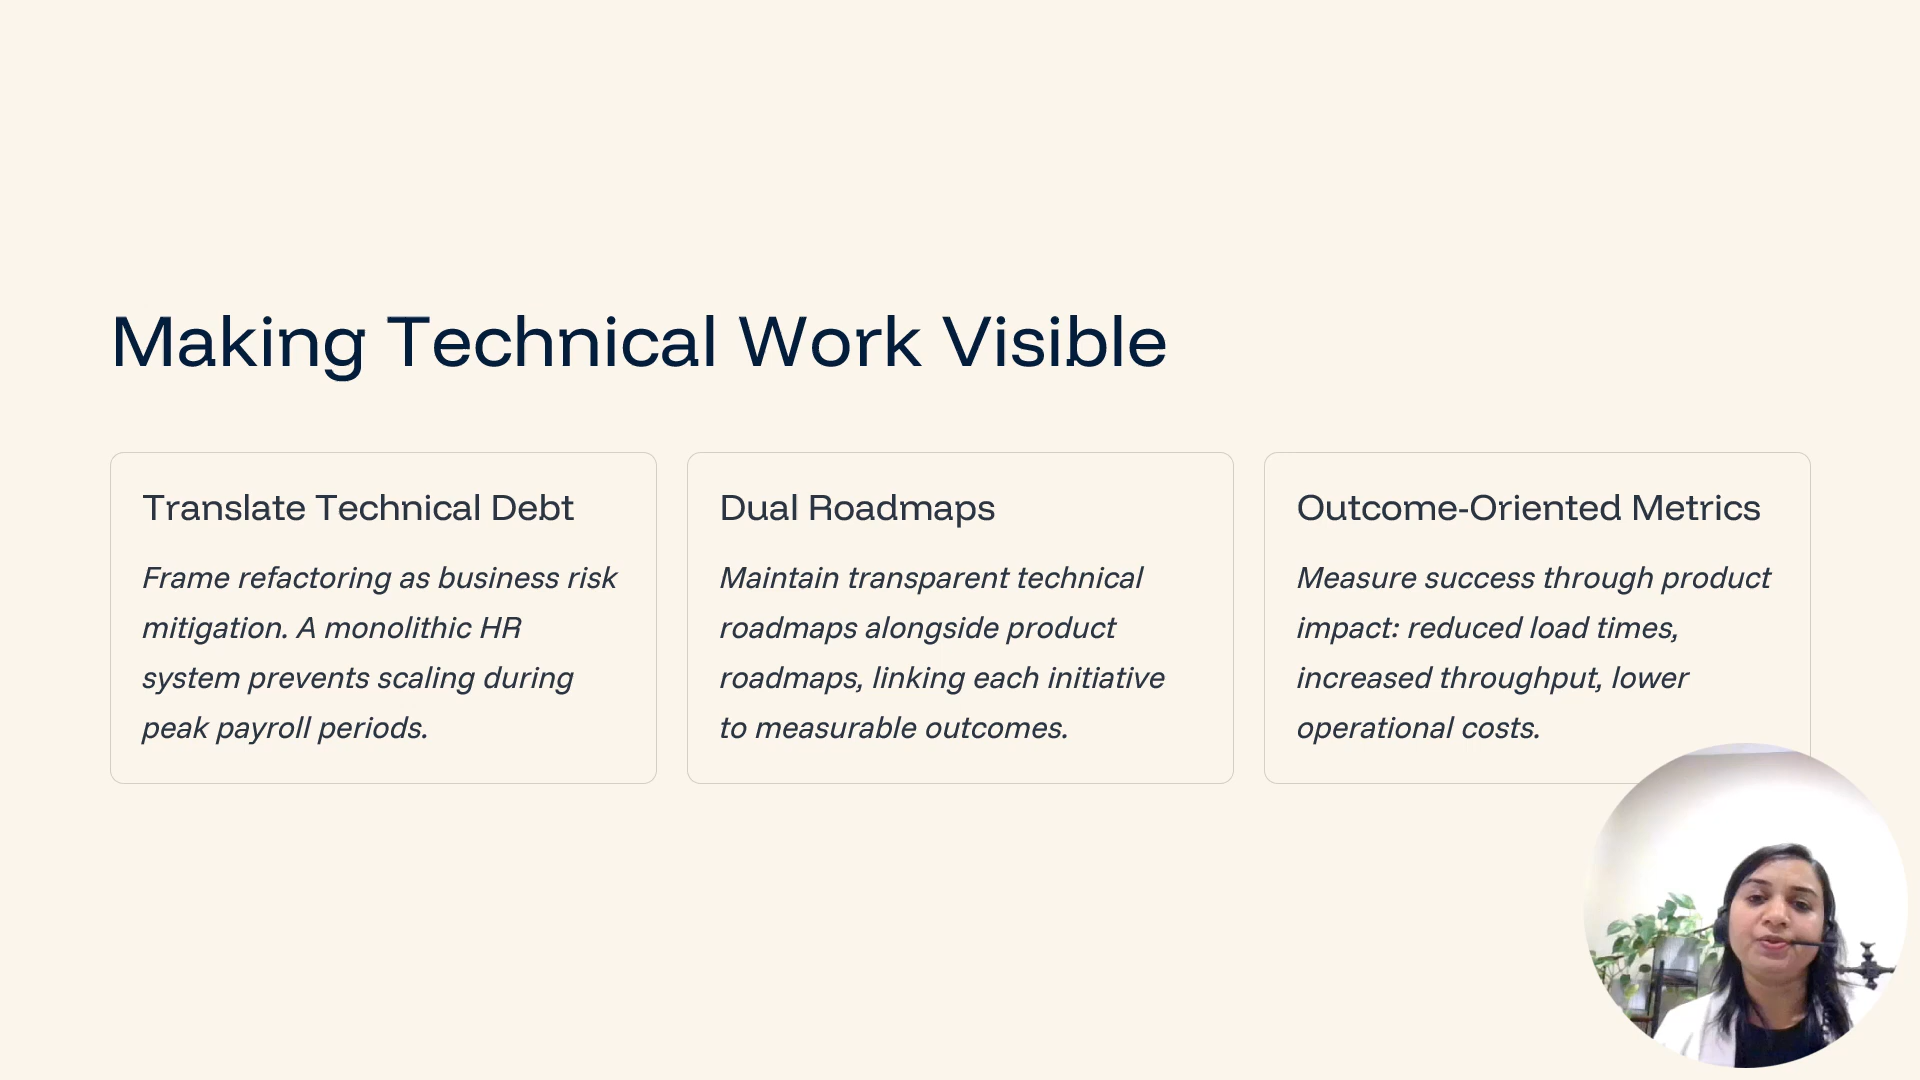 Making Technical Work Visible
Translate Technical Debt
Frame refactoring as business risk
mitigation. A monolithic HR
system prevents scaling during
peak payroll periods.
Dual Roadmaps
Maintain transparent technical
roadmaps alongside product
roadmaps, linking each initiative
to measurable outcomes.
Outcome-Oriented Metrics
Measure success through product
impact: reduced load times,
increased throughput, lower
operational costs.